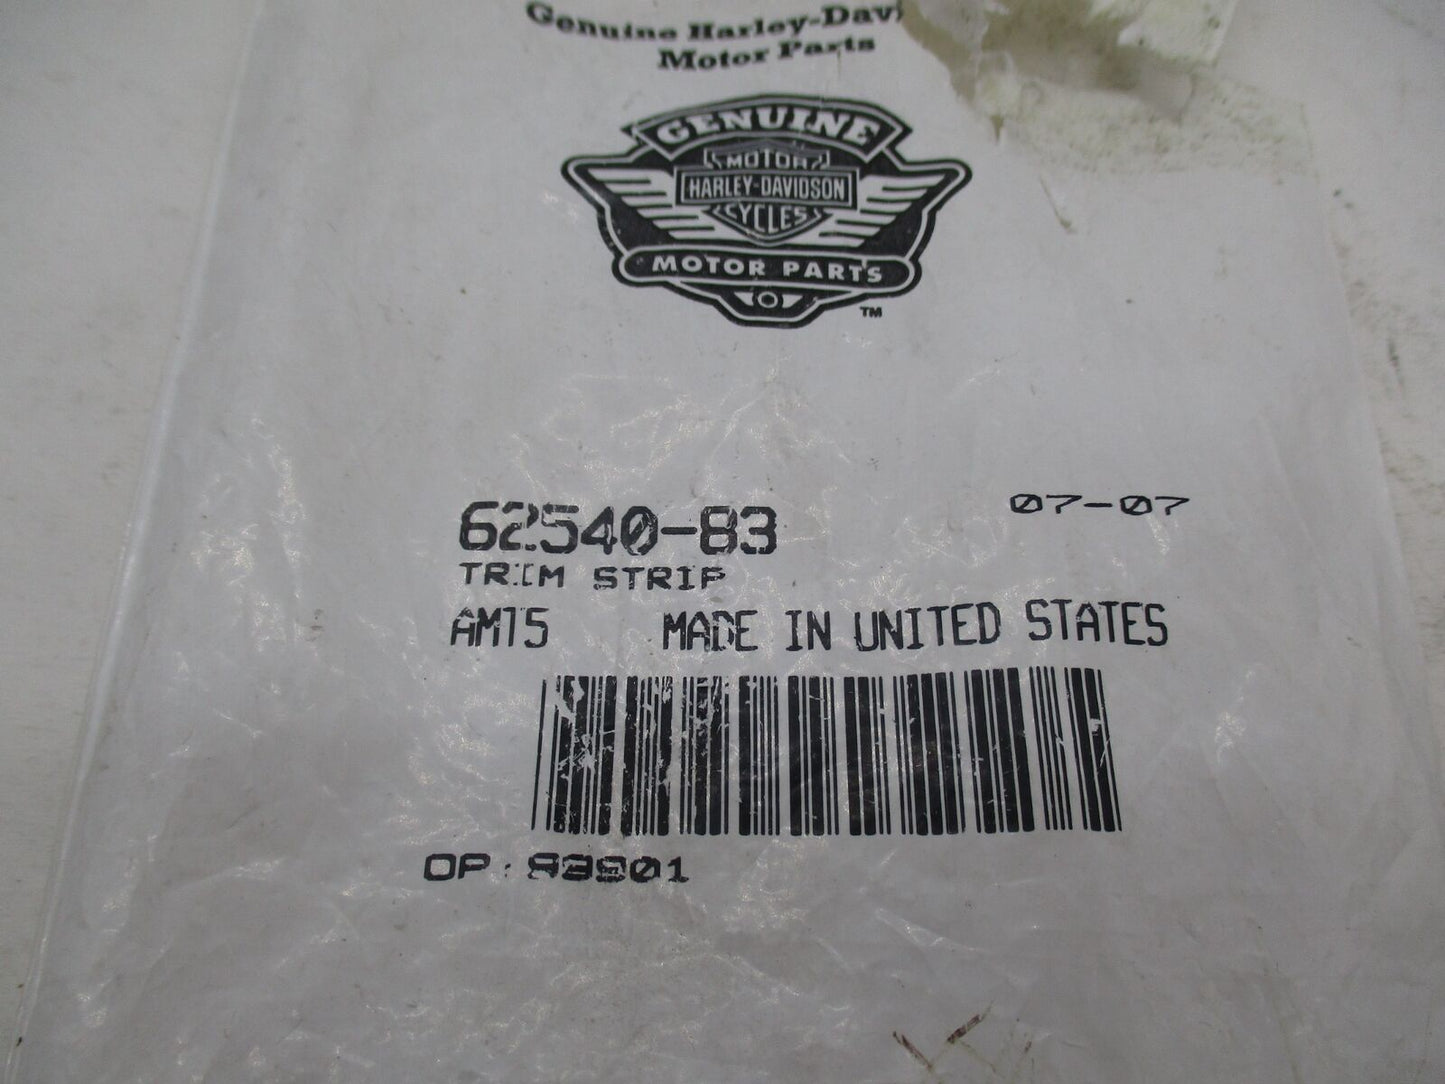 Genuine Harley-Dav
Motor Parts
GENUINE
MOTOR
HARLEY-DAVIDSON
CYCLES
MOTOR PARTS
TM
62540-83 07-07
TRIM STRIP
AM15 MADE IN UNITED STATES
OP: